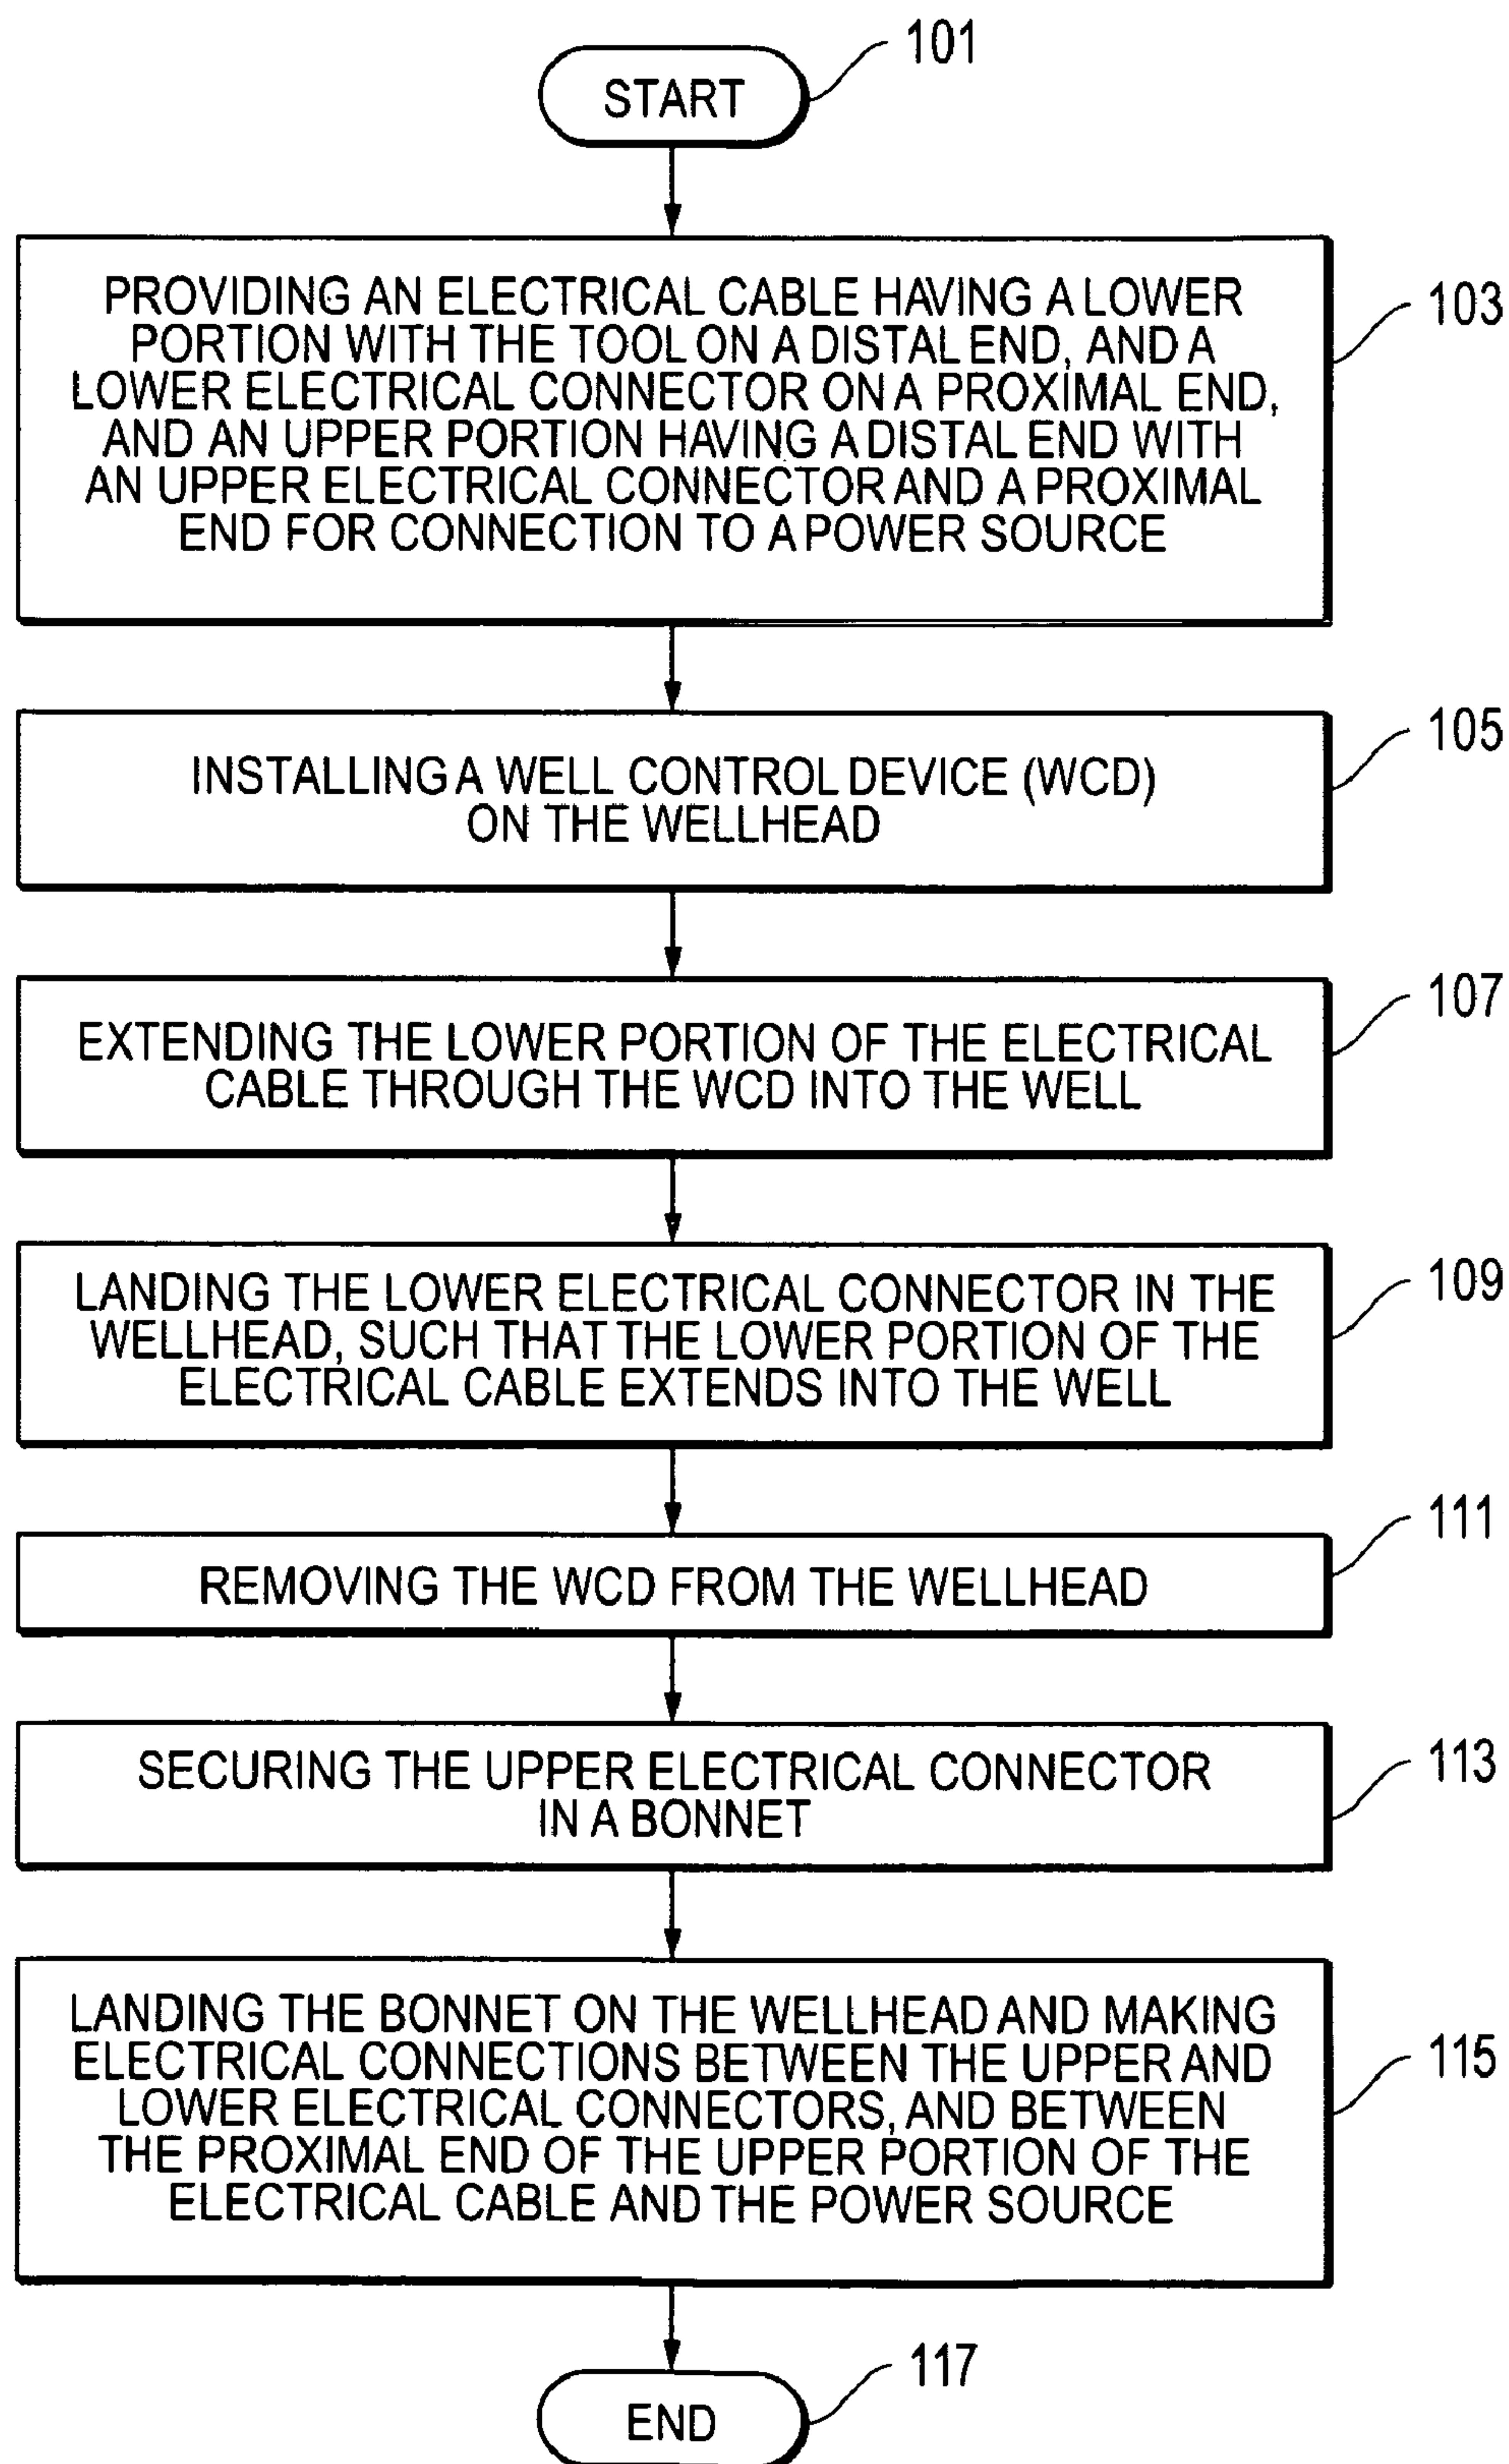 START
101
PROVIDING AN ELECTRICAL CABLE HAVING A LOWER
PORTION WITH THE TOOL ON A DISTAL END, AND A
LOWER ELECTRICAL CONNECTOR ON A PROXIMAL END,
AND AN UPPER PORTION HAVING A DISTAL END WITH
AN UPPER ELECTRICAL CONNECTOR AND A PROXIMAL
END FOR CONNECTION TO A POWER SOURCE
103
INSTALLING A WELL CONTROL DEVICE (WCD)
ON THE WELLHEAD
105
EXTENDING THE LOWER PORTION OF THE ELECTRICAL
CABLE THROUGH THE WCD INTO THE WELL
107
LANDING THE LOWER ELECTRICAL CONNECTOR IN THE
WELLHEAD, SUCH THAT THE LOWER PORTION OF THE
ELECTRICAL CABLE EXTENDS INTO THE WELL
109
REMOVING THE WCD FROM THE WELLHEAD
111
SECURING THE UPPER ELECTRICAL CONNECTOR
IN A BONNET
113
LANDING THE BONNET ON THE WELLHEAD AND MAKING
ELECTRICAL CONNECTIONS BETWEEN THE UPPER AND
LOWER ELECTRICAL CONNECTORS, AND BETWEEN
THE PROXIMAL END OF THE UPPER PORTION OF THE
ELECTRICAL CABLE AND THE POWER SOURCE
115
END
117